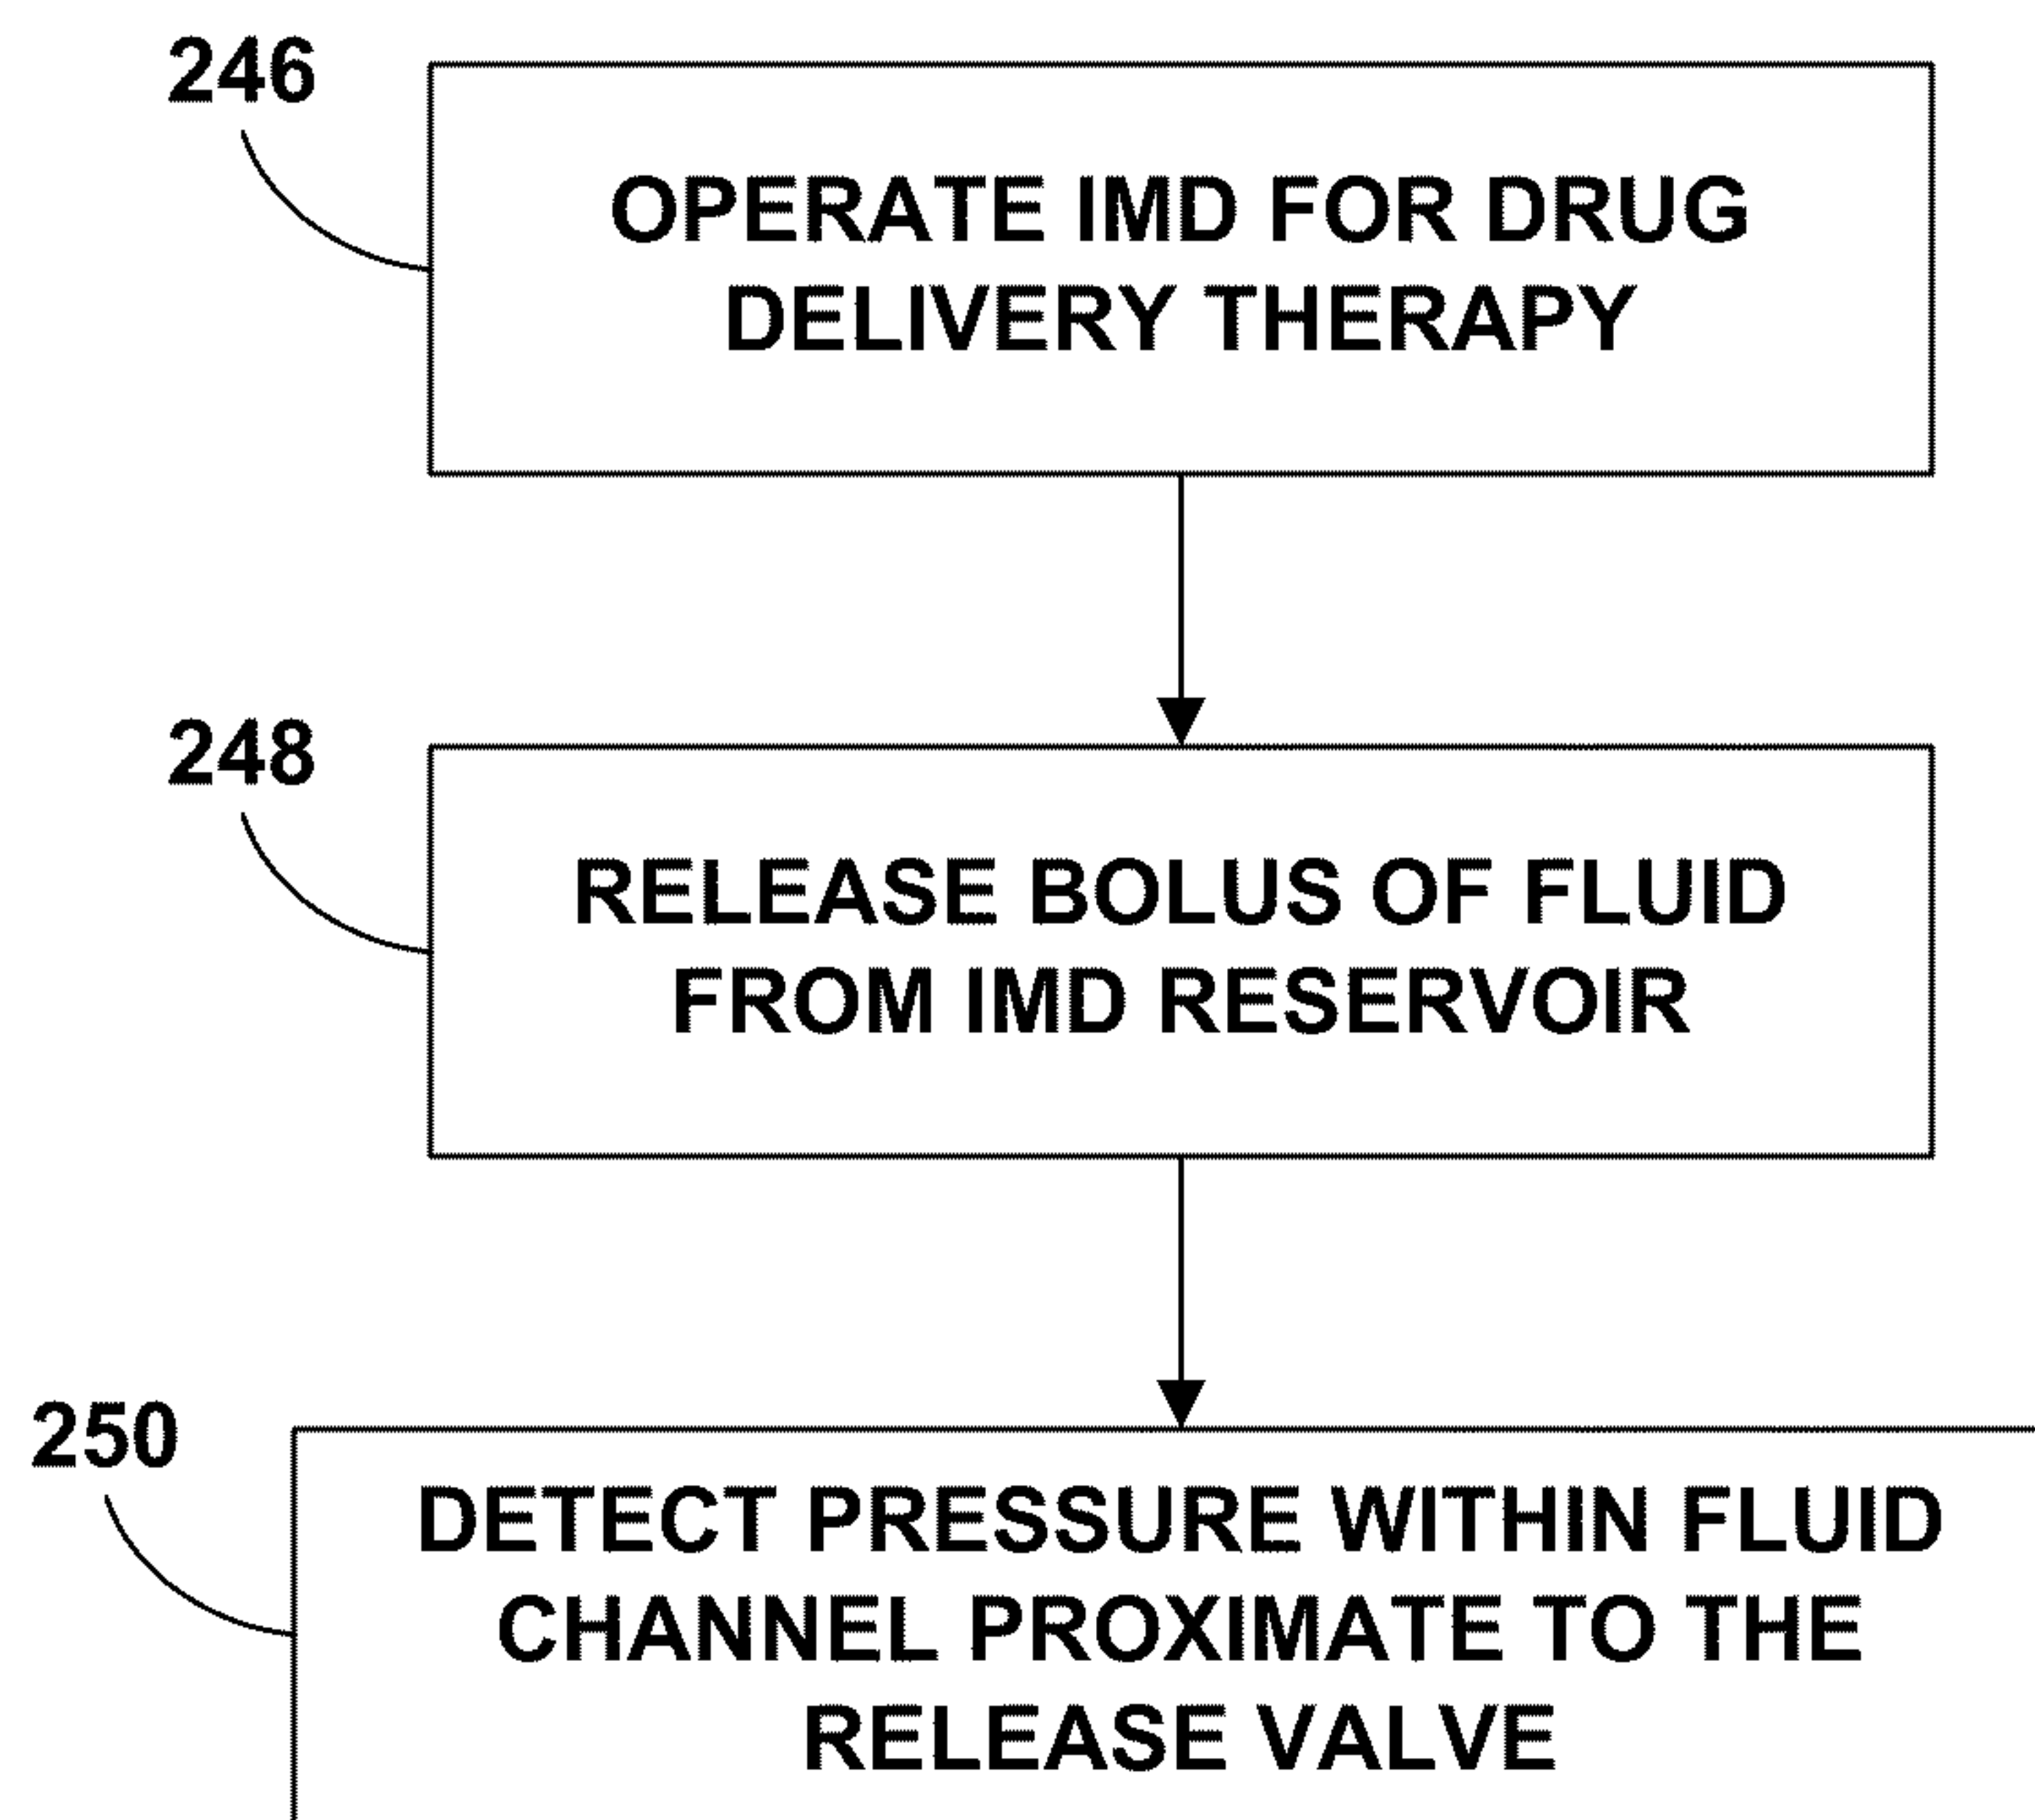 246
OPERATE IMD FOR DRUG
DELIVERY THERAPY
248
RELEASE BOLUS OF FLUID
FROM IMD RESERVOIR
250
DETECT PRESSURE WITHIN FLUID
CHANNEL PROXIMATE TO THE
RELEASE VALVE